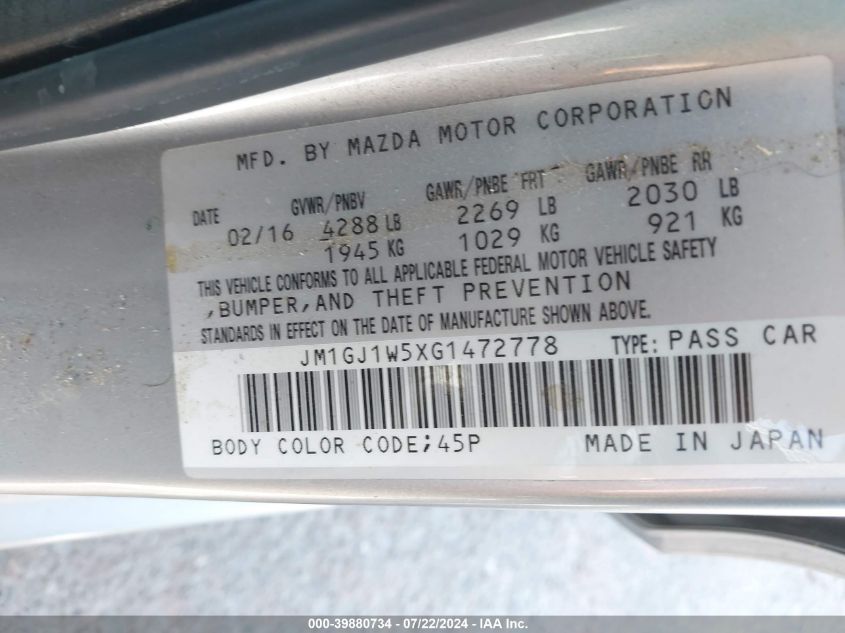 MFD. BY MAZDA MOTOR CORPORATION
DATE GVWR/PNBV GAWR/PNBE FRT GAWR/PNBE RR
02/16 4288 LB 2269 LB 2030 LB
1945 KG 1029 KG 921 KG
THIS VEHICLE CONFORMS TO ALL APPLICABLE FEDERAL MOTOR VEHICLE SAFETY
,BUMPER,AND THEFT PREVENTION
STANDARDS IN EFFECT ON THE DATE OF MANUFACTURE SHOWN ABOVE.
JM1GJ1W5XG1472778 TYPE: PASS CAR
BODY COLOR CODE;45P MADE IN JAPAN
000-39880734 - 07/22/2024 - IAA Inc.